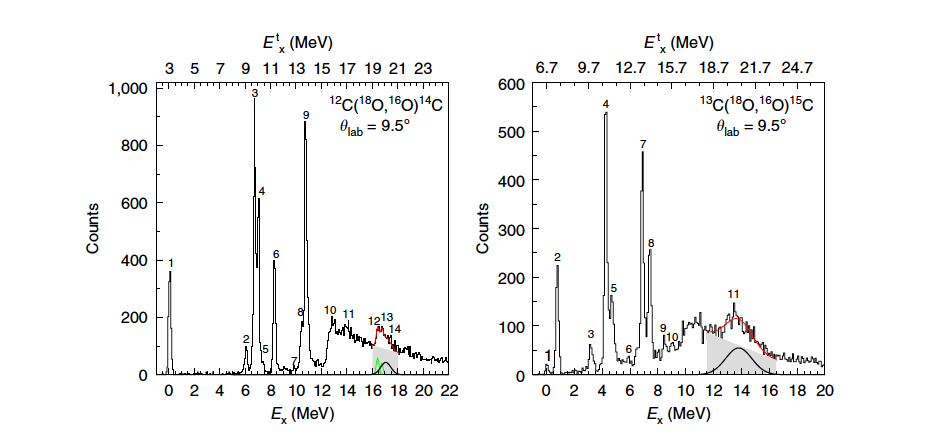 E^t_x (MeV)
3 5 7 9 11 13 15 17 19 21 23
1,000
800
600
400
200
0
Counts
¹²C(¹⁸O,¹⁶O)¹⁴C
θ_lab = 9.5°
1 2 3 4 5 6 7 8 9 10 11 12 13 14
0 2 4 6 8 10 12 14 16 18 20 22
E_x (MeV)
E^t_x (MeV)
6.7 9.7 12.7 15.7 18.7 21.7 24.7
600
500
400
300
200
100
0
Counts
¹³C(¹⁸O,¹⁶O)¹⁵C
θ_lab = 9.5°
1 2 3 4 5 6 7 8 9 10 11
0 2 4 6 8 10 12 14 16 18 20
E_x (MeV)